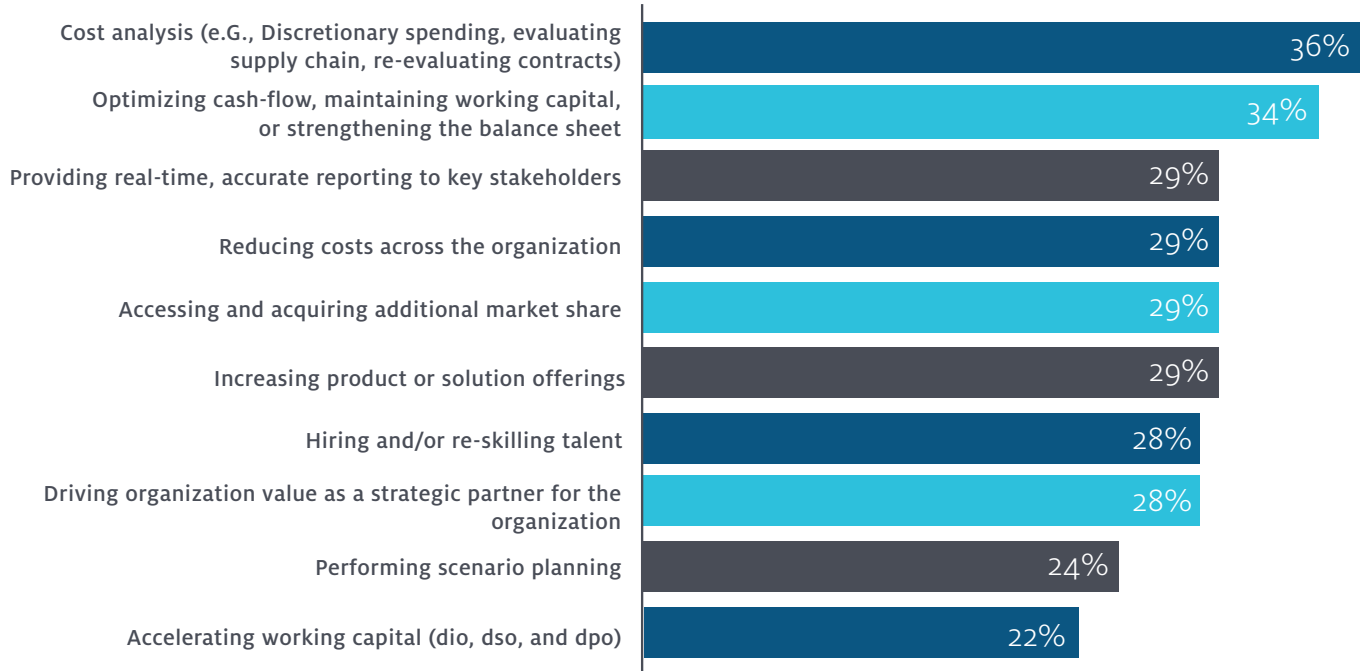 Cost analysis (e.G., Discretionary spending, evaluating
supply chain, re-evaluating contracts)
36%
Optimizing cash-flow, maintaining working capital,
or strengthening the balance sheet
34%
Providing real-time, accurate reporting to key stakeholders
29%
Reducing costs across the organization
29%
Accessing and acquiring additional market share
29%
Increasing product or solution offerings
29%
Hiring and/or re-skilling talent
28%
Driving organization value as a strategic partner for the
organization
28%
Performing scenario planning
24%
Accelerating working capital (dio, dso, and dpo)
22%